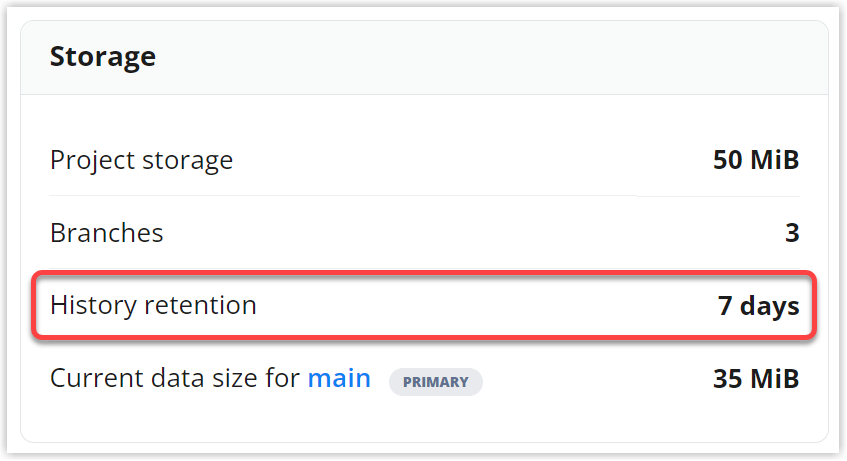 Storage
Project storage 50 MiB
Branches 3
History retention 7 days
Current data size for main PRIMARY 35 MiB